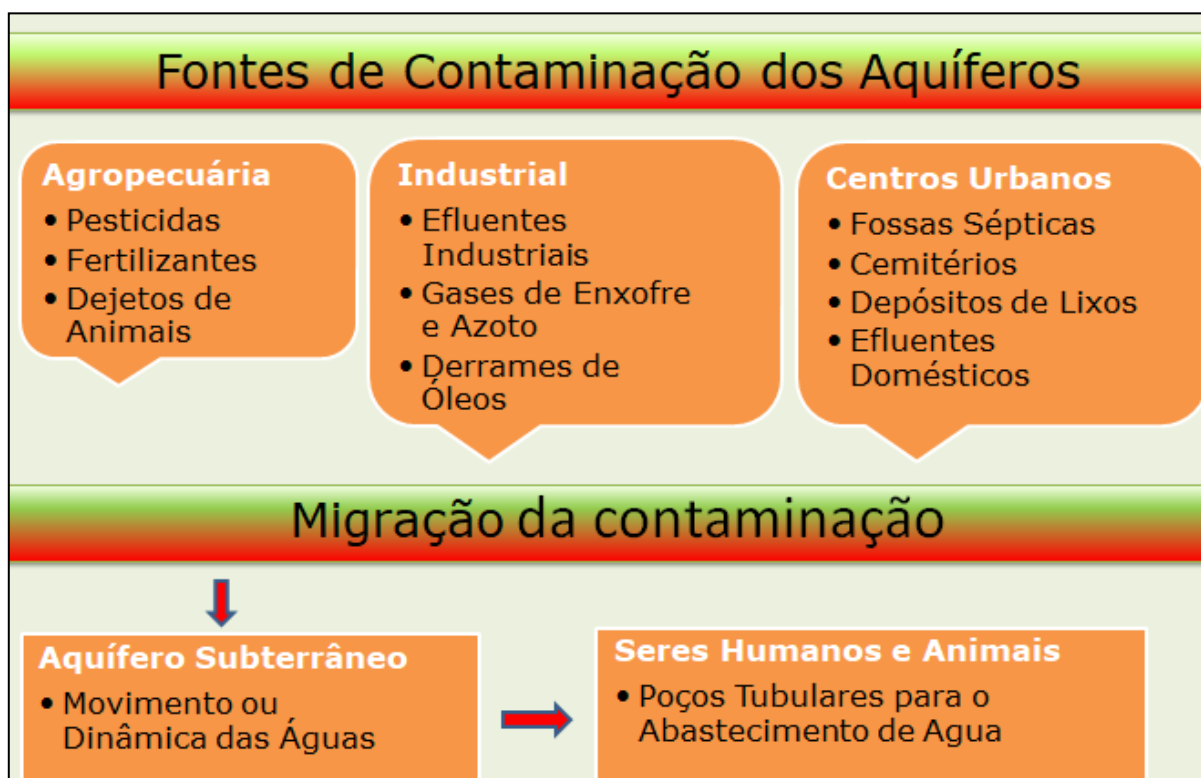 Fontes de Contaminação dos Aquíferos
Agropecuária
• Pesticidas
• Fertilizantes
• Dejetos de
Animais
Industrial
• Efluentes
Industriais
• Gases de Enxofre
e Azoto
• Derrames de
Óleos
Centros Urbanos
• Fossas Sépticas
• Cemitérios
• Depósitos de Lixos
• Efluentes
Domésticos
Migração da contaminação
Aquífero Subterrâneo
• Movimento ou
Dinâmica das Águas
Seres Humanos e Animais
• Poços Tubulares para o
Abastecimento de Agua